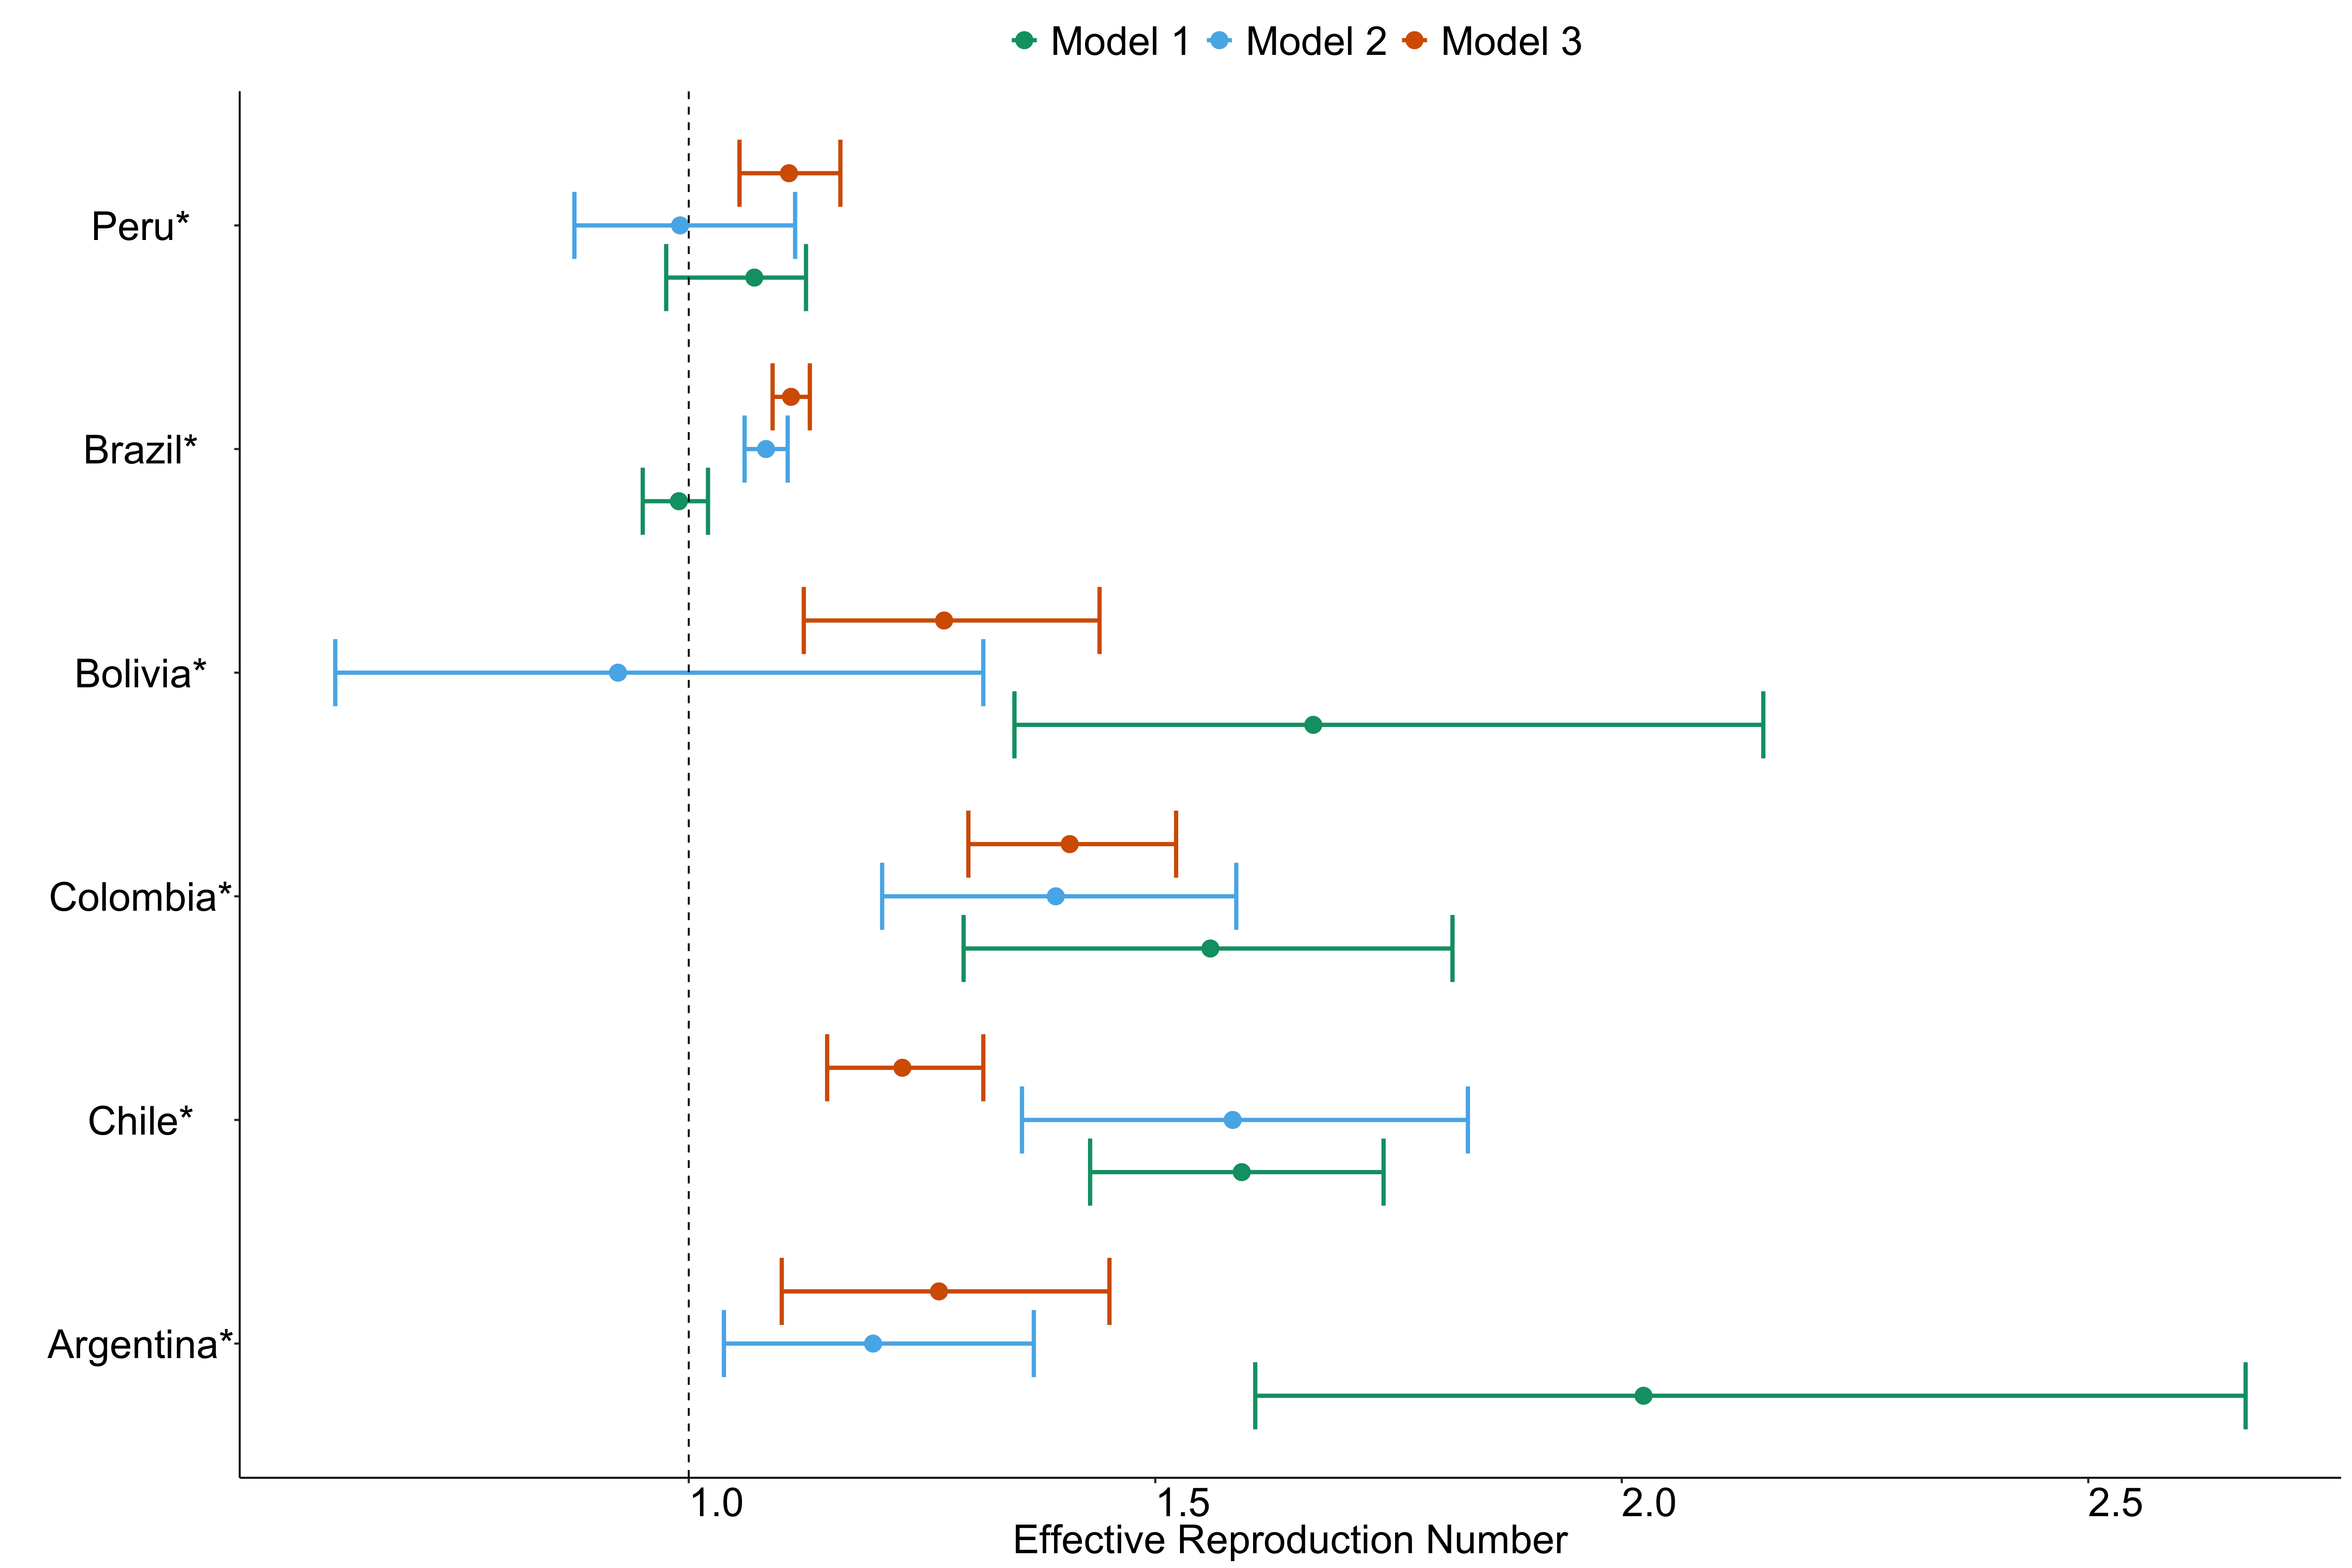 Model 1 Model 2 Model 3
Peru*
Brazil*
Bolivia*
Colombia*
Chile*
Argentina*
1.0 1.5 2.0 2.5
Effective Reproduction Number